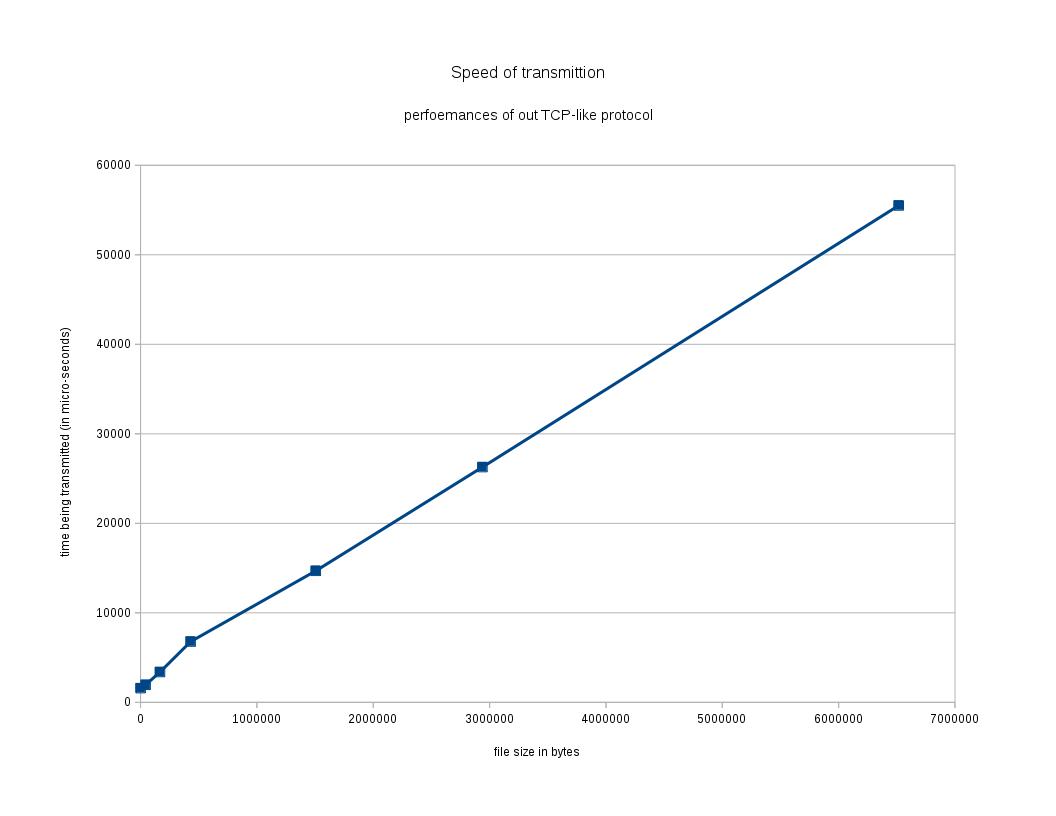 Speed of transmittion
perfoemances of out TCP-like protocol
60000
50000
40000
30000
20000
10000
0
time being transmitted (in micro-seconds)
0 1000000 2000000 3000000 4000000 5000000 6000000 7000000
file size in bytes